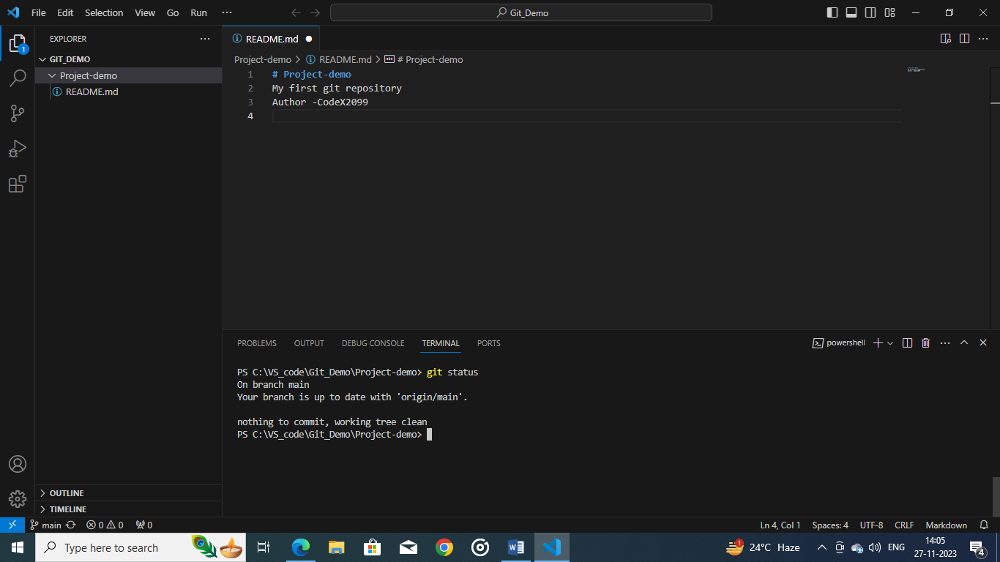 File Edit Selection View Go Run ··· Git_Demo
EXPLORER ···
GIT_DEMO
Project-demo
README.md
1
README.md
Project-demo > README.md > # Project-demo
1 # Project-demo
2 My first git repository
3 Author -CodeX2099
4
PROBLEMS OUTPUT DEBUG CONSOLE TERMINAL PORTS powershell
PS C:\VS_code\Git_Demo\Project-demo> git status
On branch main
Your branch is up to date with 'origin/main'.
nothing to commit, working tree clean
PS C:\VS_code\Git_Demo\Project-demo>
OUTLINE
TIMELINE
main 0 0 0 Ln 4, Col 1 Spaces: 4 UTF-8 CRLF Markdown
Type here to search 1 24°C Haze ENG 14:05
27-11-2023 4